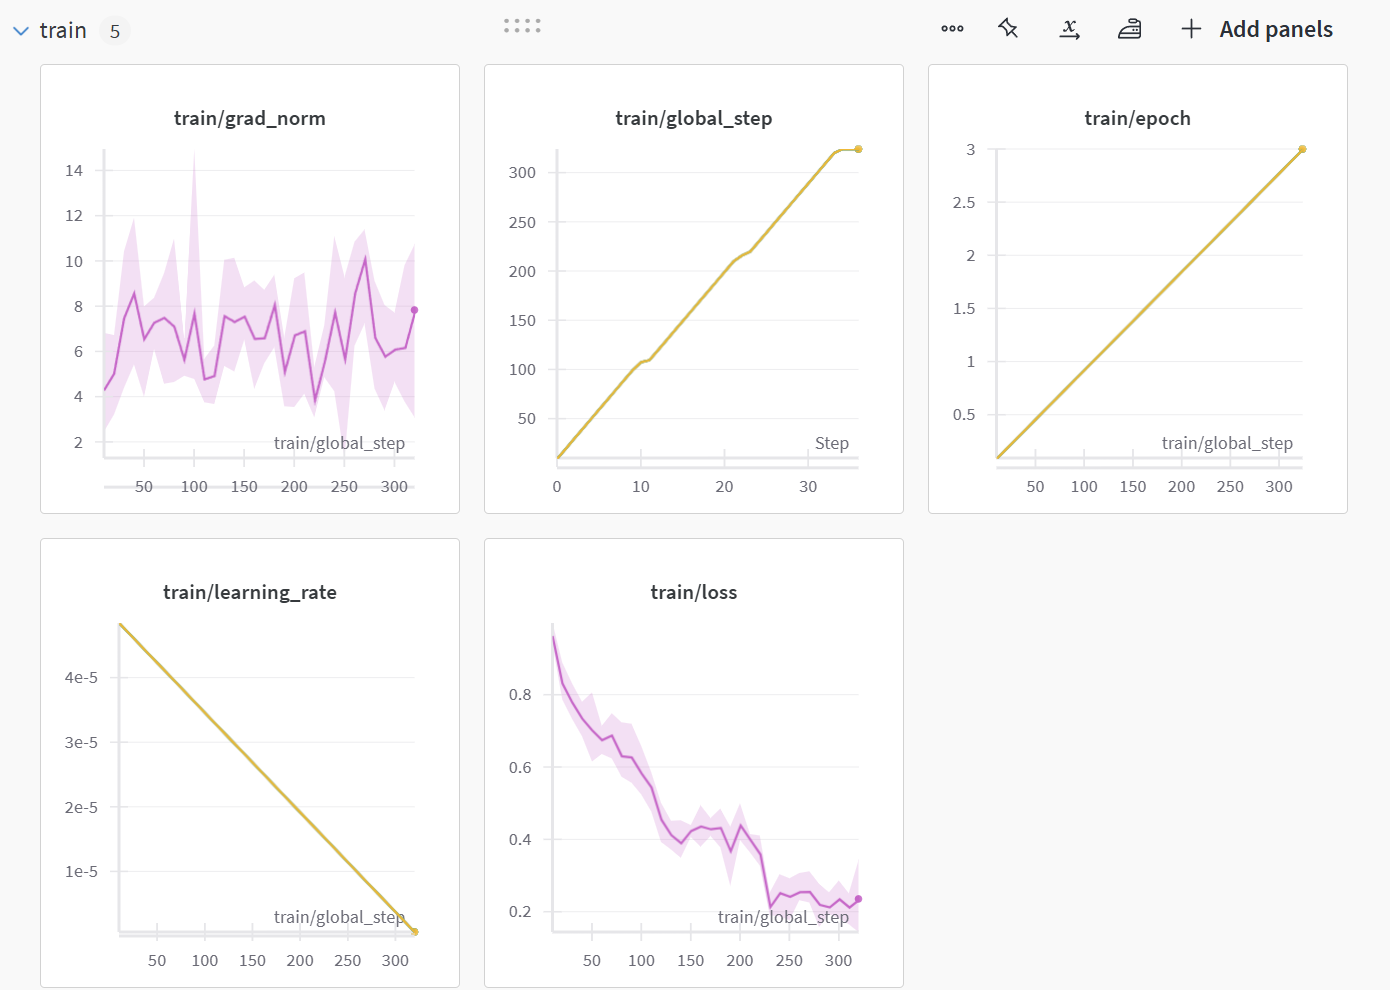 train 5 Add panels
train/grad_norm
14
12
10
8
6
4
2
train/global_step
50 100 150 200 250 300
train/global_step
300
250
200
150
100
50
Step
0 10 20 30
train/epoch
3
2.5
2
1.5
1
0.5
train/global_step
50 100 150 200 250 300
train/learning_rate
4e-5
3e-5
2e-5
1e-5
train/global_step
50 100 150 200 250 300
train/loss
0.8
0.6
0.4
0.2
train/global_step
50 100 150 200 250 300